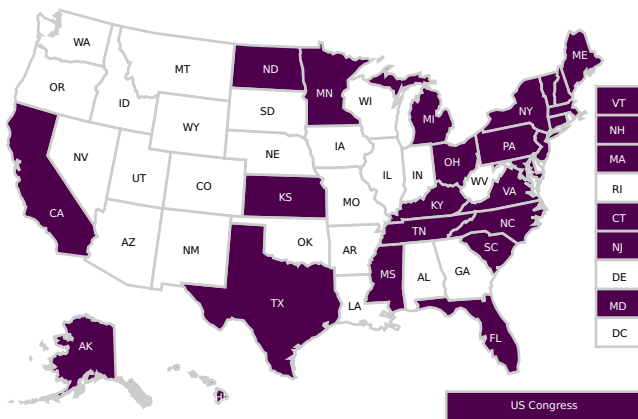 WA
ME
MT
ND
OR
MN
VT
ID
WI
SD
NY
MI
NH
WY
PA
MA
IA
NE
OH
NV
IL
IN
WV
RI
UT
VA
CO
KS
MO
KY
CA
CT
NC
TN
AZ
OK
NM
AR
SC
NJ
MS
AL
GA
DE
TX
LA
MD
FL
DC
AK
HI
US Congress